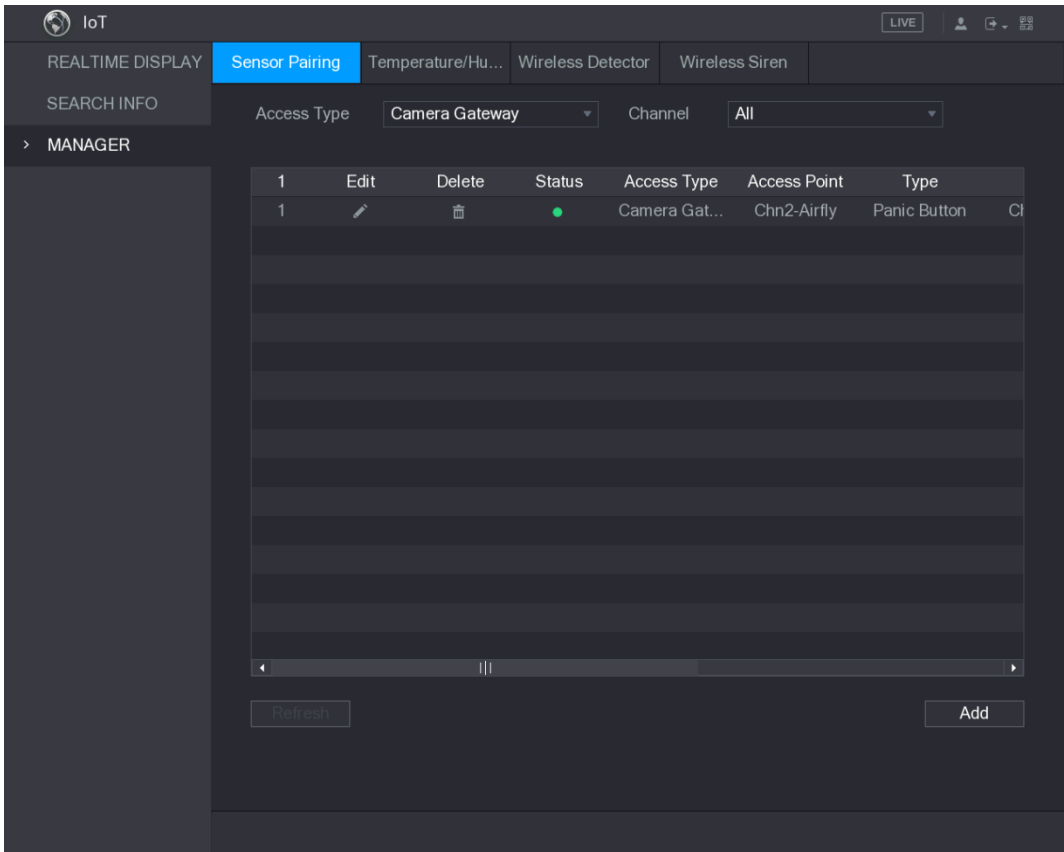 IoT LIVE
REALTIME DISPLAY Sensor Pairing Temperature/Hu... Wireless Detector Wireless Siren
SEARCH INFO Access Type Camera Gateway Channel All
> MANAGER
1 Edit Delete Status Access Type Access Point Type
1 Camera Gat... Chn2-Airfly Panic Button
Refresh Add